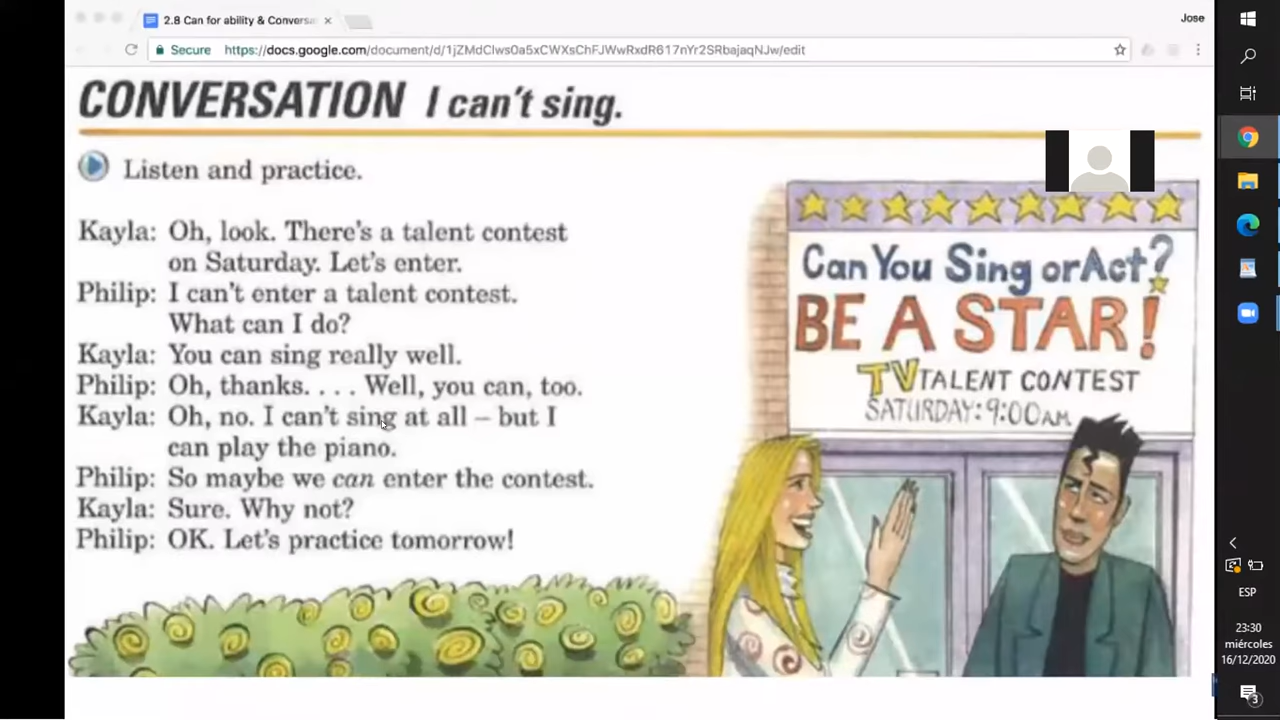 2.8 Can for ability & Conversa
Jose
Secure https://docs.google.com/document/d/1jZMdClws0a5xCWXsChFJWwRxdR617nYr2SRbajaqNJw/edit
CONVERSATION I can't sing.
Listen and practice.
Kayla: Oh, look. There's a talent contest
on Saturday. Let's enter.
Philip: I can't enter a talent contest.
What can I do?
Kayla: You can sing really well.
Philip: Oh, thanks. . . . Well, you can, too.
Kayla: Oh, no. I can't sing at all – but I
can play the piano.
Philip: So maybe we can enter the contest.
Kayla: Sure. Why not?
Philip: OK. Let's practice tomorrow!
Can You Sing or Act?
BE A STAR!
TV TALENT CONTEST
SATURDAY: 9:00 AM
ESP
23:30
miércoles
16/12/2020
3